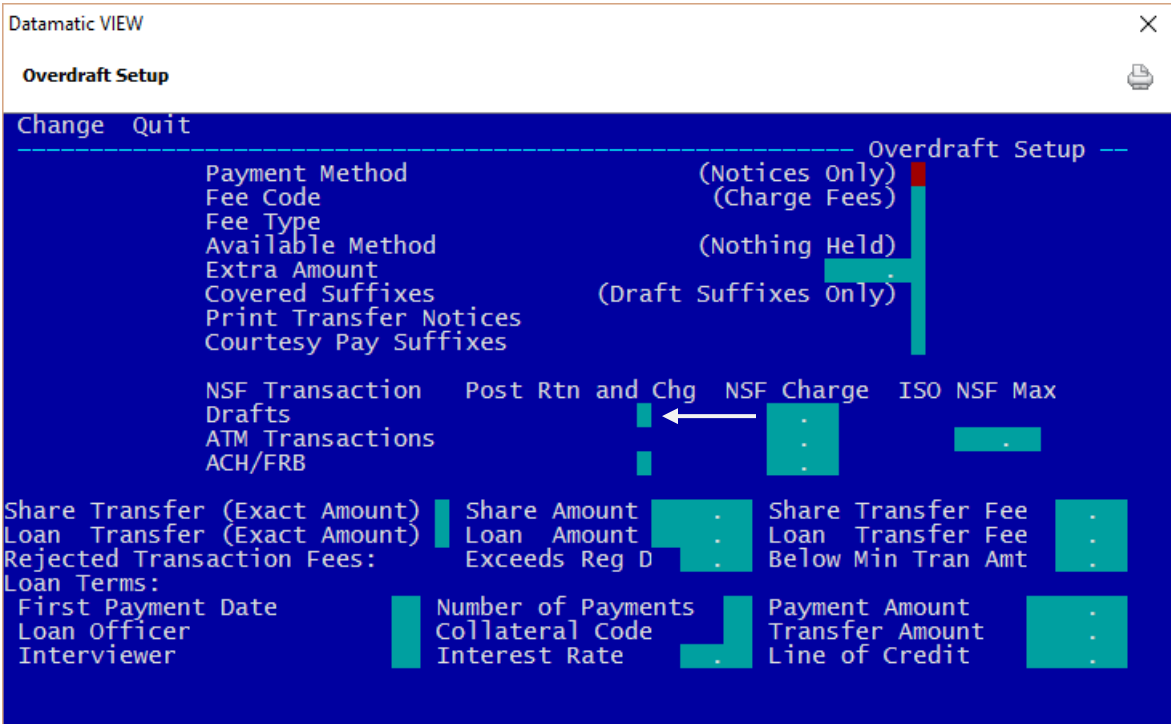 Datamatic VIEW
Overdraft Setup
Change Quit
Overdraft Setup
Payment Method (Notices Only)
Fee Code (Charge Fees)
Fee Type
Available Method (Nothing Held)
Extra Amount .
Covered Suffixes (Draft Suffixes Only)
Print Transfer Notices
Courtesy Pay Suffixes
NSF Transaction Post Rtn and Chg NSF Charge ISO NSF Max
Drafts .
ATM Transactions . .
ACH/FRB .
Share Transfer (Exact Amount) Share Amount . Share Transfer Fee .
Loan Transfer (Exact Amount) Loan Amount . Loan Transfer Fee .
Rejected Transaction Fees: Exceeds Reg D . Below Min Tran Amt .
Loan Terms:
First Payment Date Number of Payments Payment Amount .
Loan Officer Collateral Code Transfer Amount .
Interviewer Interest Rate . Line of Credit .